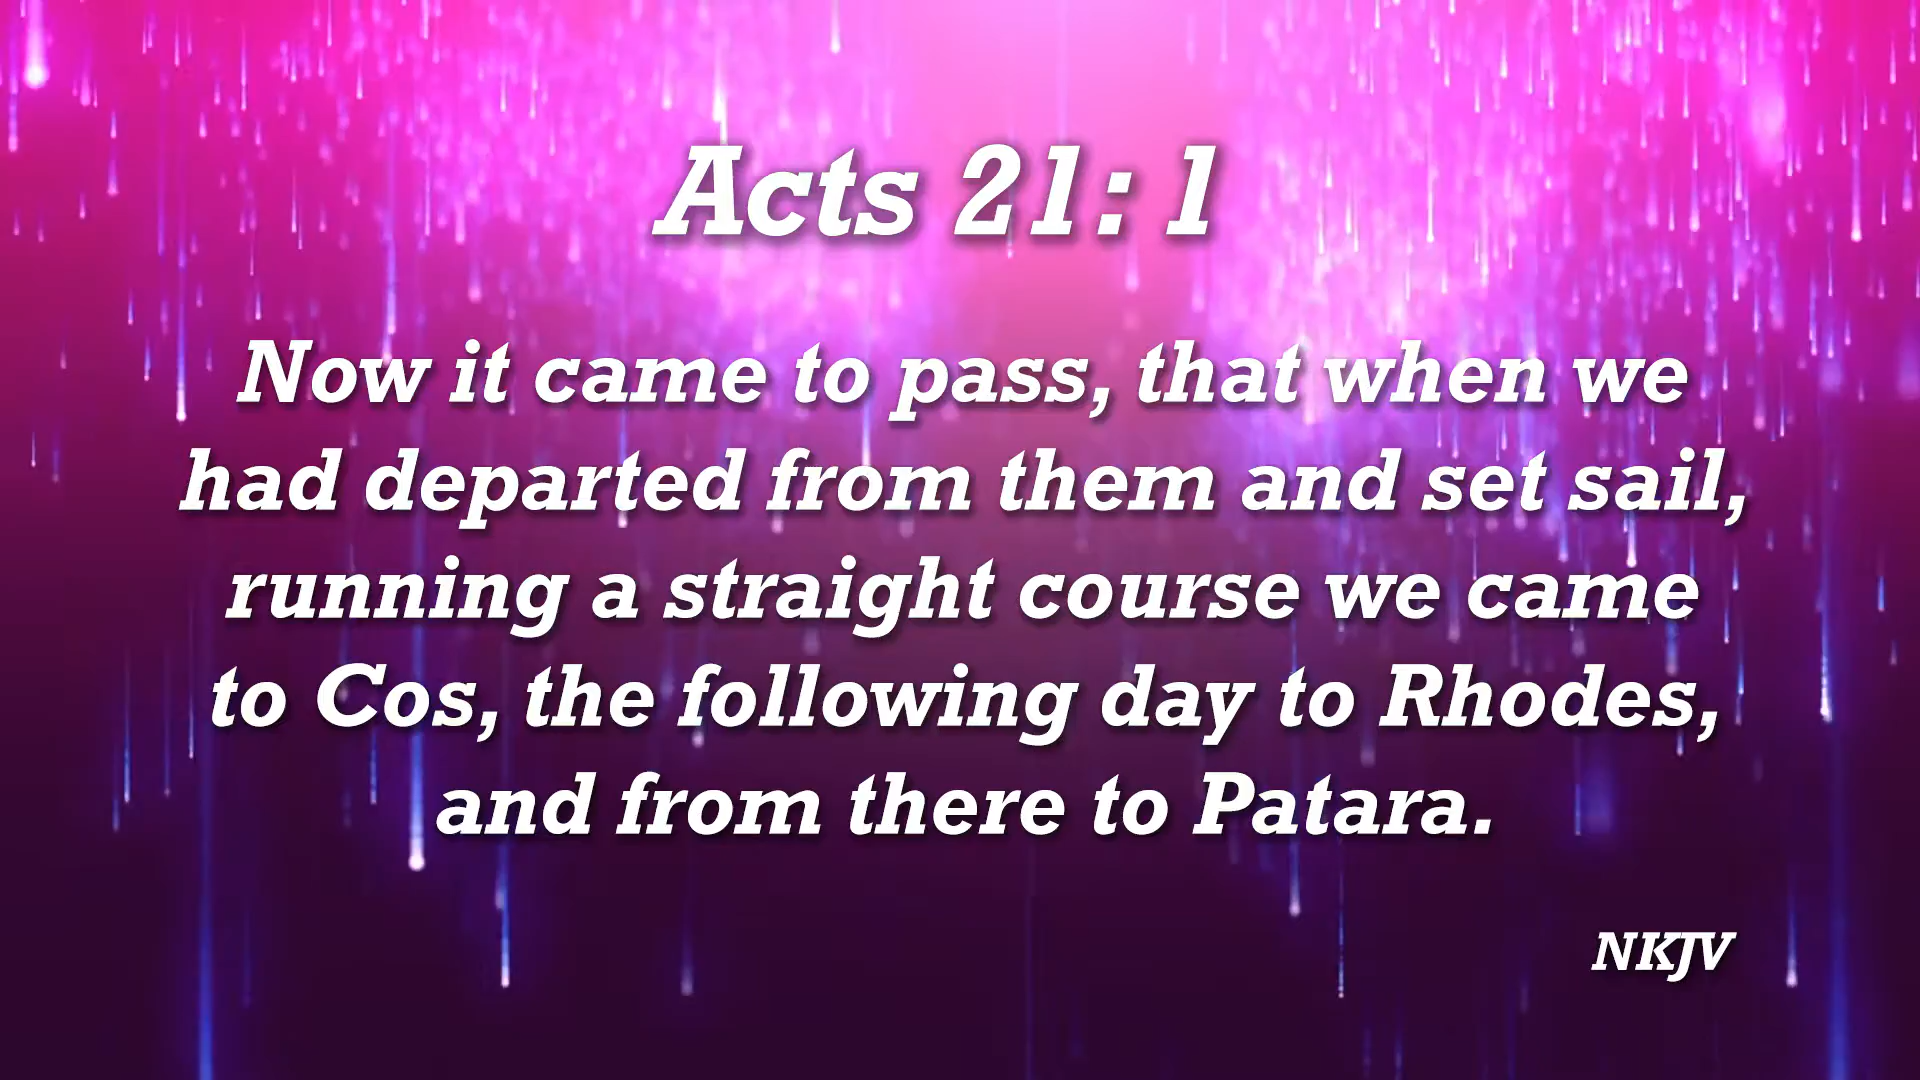 Acts 21: 1
Now it came to pass, that when we
had departed from them and set sail,
running a straight course we came
to Cos, the following day to Rhodes,
and from there to Patara.
NKJV